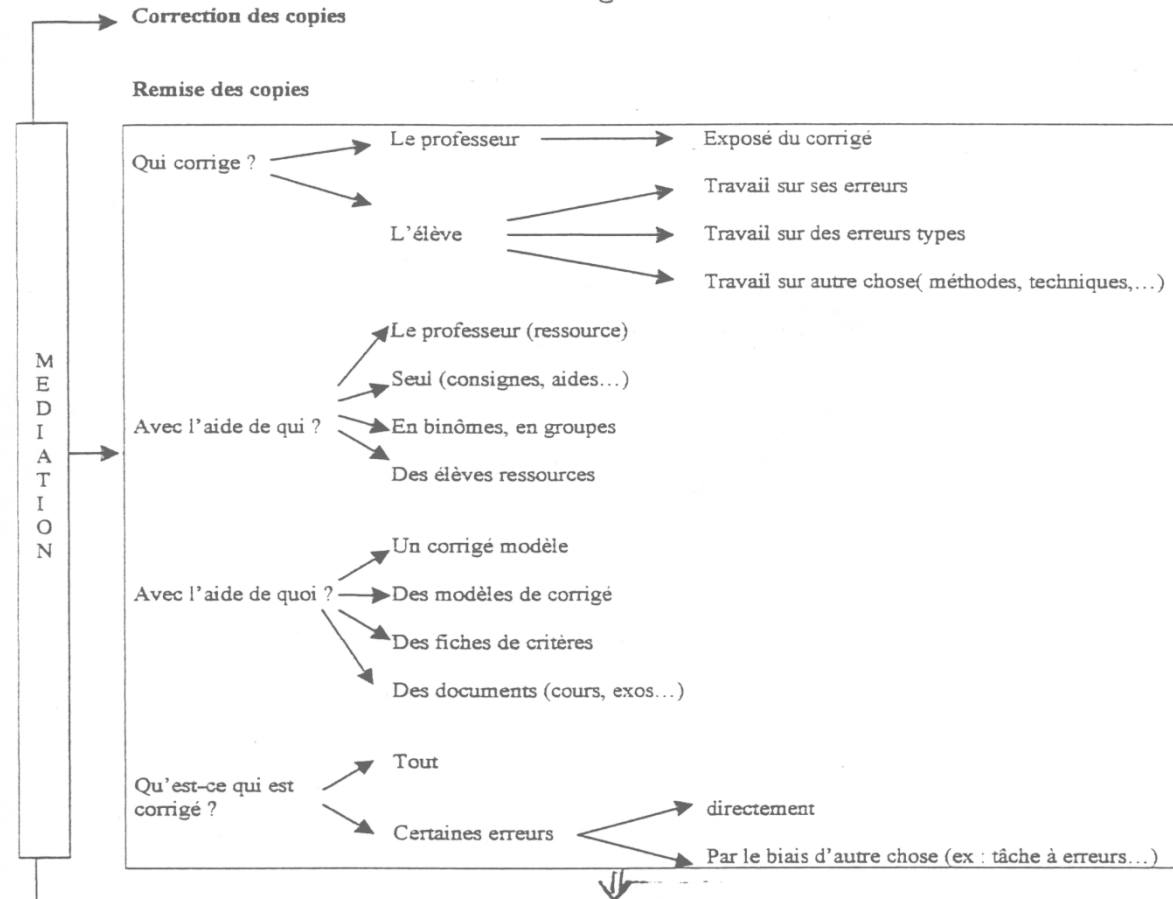 Correction des copies
Remise des copies
Qui corrige ?
Le professeur
Exposé du corrigé
L'élève
Travail sur ses erreurs
Travail sur des erreurs types
Travail sur autre chose( méthodes, techniques,…)
MEDIATION
Avec l'aide de qui ?
Le professeur (ressource)
Seul (consignes, aides…)
En binômes, en groupes
Des élèves ressources
Avec l'aide de quoi ?
Un corrigé modèle
Des modèles de corrigé
Des fiches de critères
Des documents (cours, exos…)
Qu'est-ce qui est
corrigé ?
Tout
Certaines erreurs
directement
Par le biais d'autre chose (ex : tâche à erreurs…)